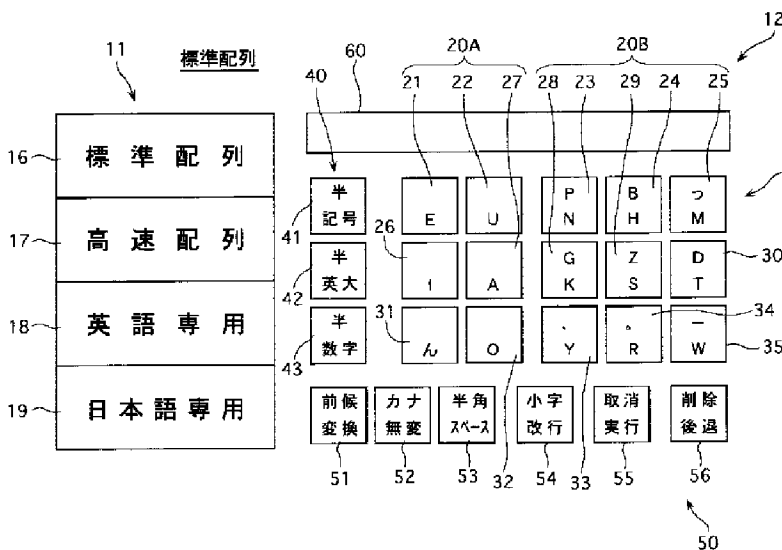 標準配列
11
12
20A
20B
40
60
21
22
27
28
23
29
24
25
16
標準配列
17
高速配列
18
英語専用
19
日本語専用
41
半
記号
42
半
英大
43
半
数字
E
U
P
N
B
H
っ
M
26
I
A
G
K
Z
S
D
T
30
31
ん
O
、
Y
。
R
34
ー
W
35
前候
変換
カナ
無変
半角
スペース
小字
改行
取消
実行
削除
後退
51
52
53
32
54
33
55
56
50